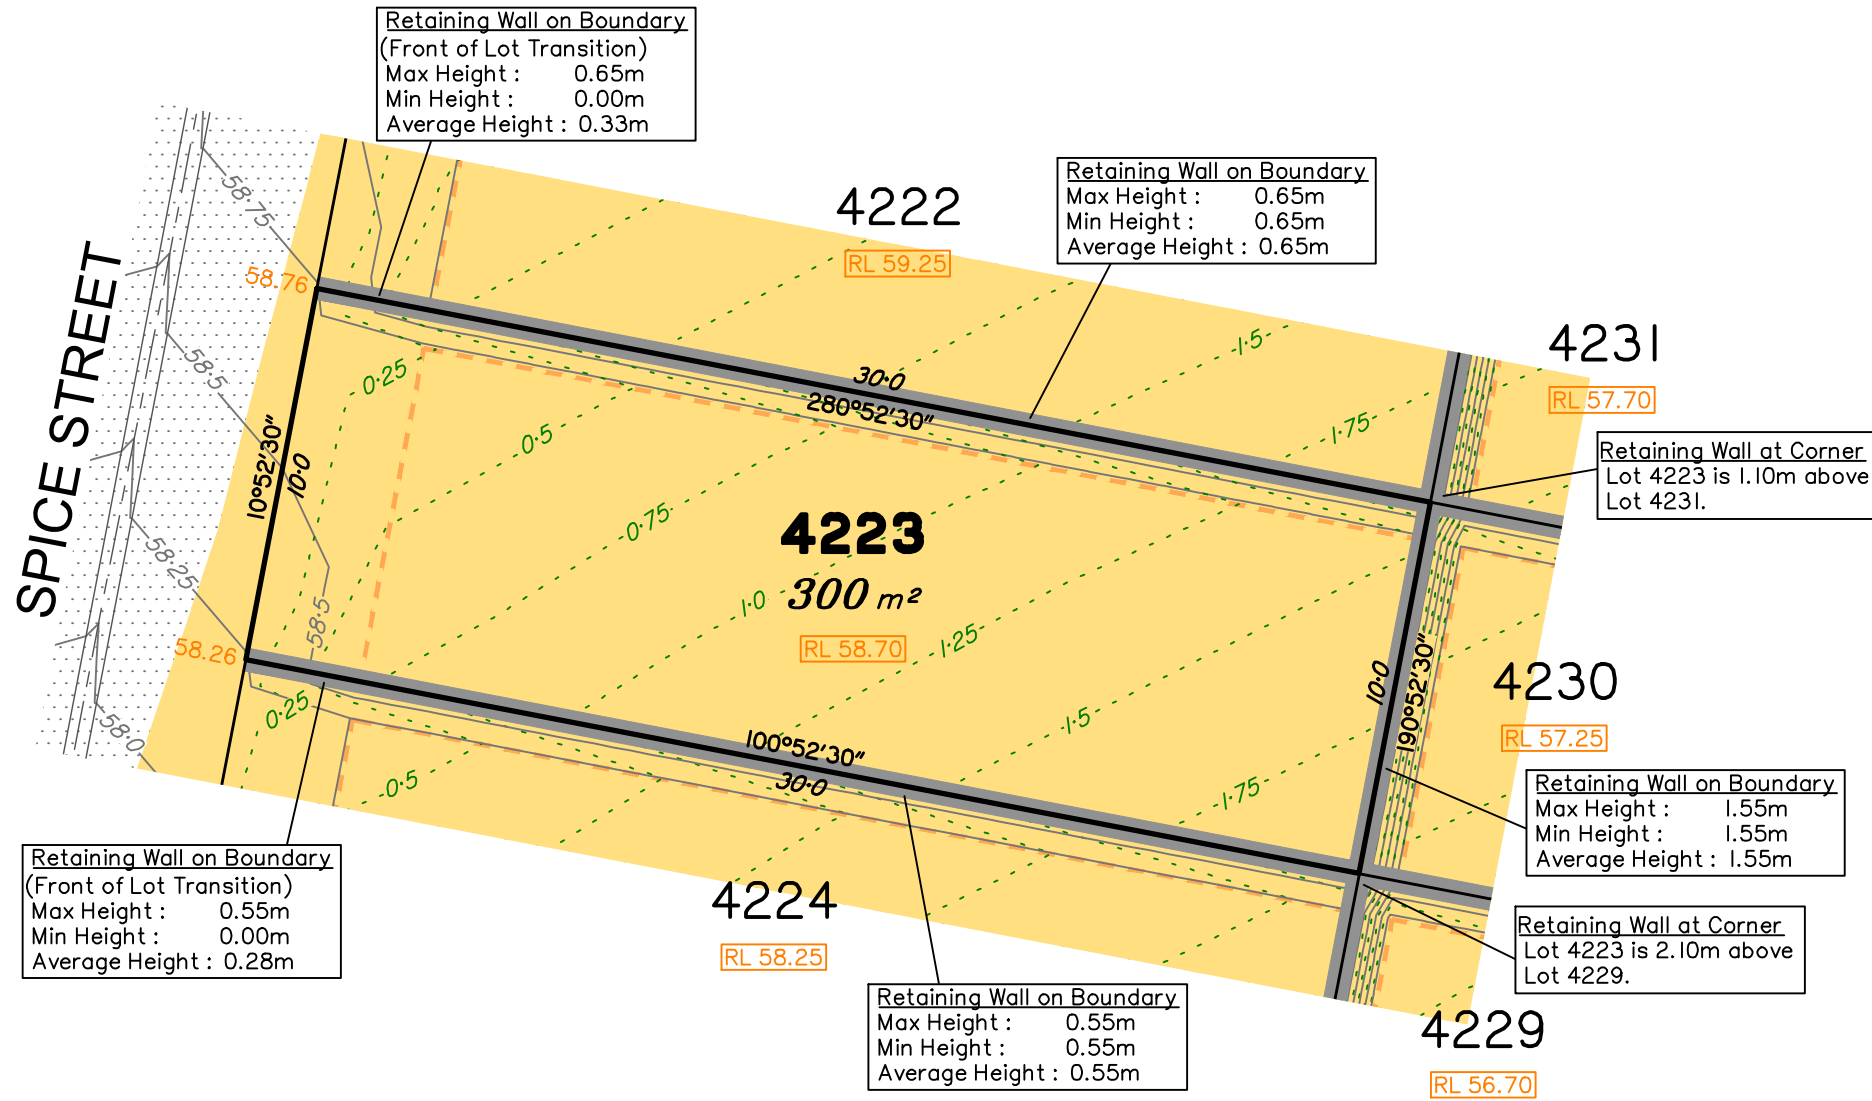 Retaining Wall on Boundary
(Front of Lot Transition)
Max Height : 0.65m
Min Height : 0.00m
Average Height : 0.33m
Retaining Wall on Boundary
Max Height : 0.65m
Min Height : 0.65m
Average Height : 0.65m
4222
RL 59.25
58·75
58.76
SPICE STREET
58·5
58·25
58·0
58.26
58·5
10°52'30"
10·0
0·25
0·5
0·75
1·0
1·25
1·5
1·75
1·5
1·75
30·0
280°52'30"
4223
300 m²
RL 58.70
4231
RL 57.70
Retaining Wall at Corner
Lot 4223 is 1.10m above
Lot 4231.
10·0
190°52'30"
4230
RL 57.25
Retaining Wall on Boundary
Max Height : 1.55m
Min Height : 1.55m
Average Height : 1.55m
100°52'30"
30·0
0·25
0·5
Retaining Wall on Boundary
(Front of Lot Transition)
Max Height : 0.55m
Min Height : 0.00m
Average Height : 0.28m
4224
RL 58.25
Retaining Wall on Boundary
Max Height : 0.55m
Min Height : 0.55m
Average Height : 0.55m
Retaining Wall at Corner
Lot 4223 is 2.10m above
Lot 4229.
4229
RL 56.70